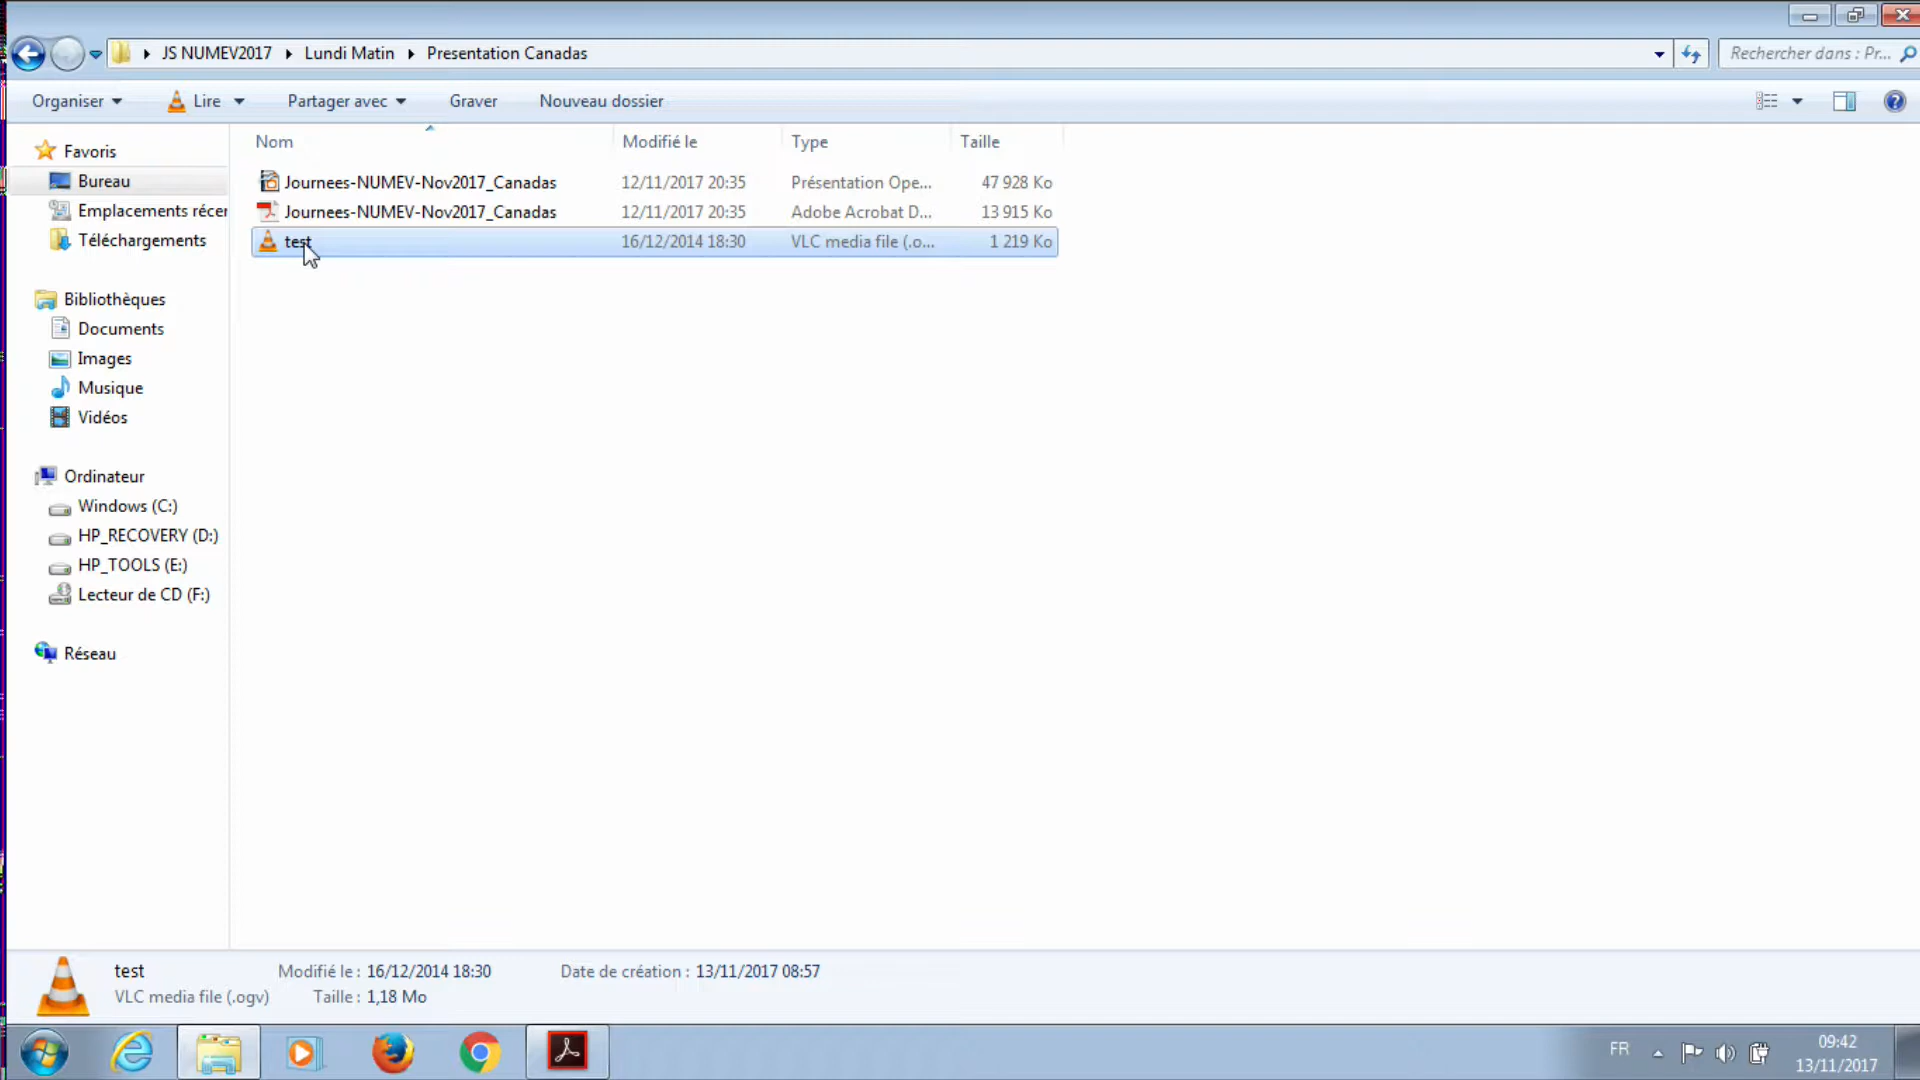 JS NUMEV2017 Lundi Matin Presentation Canadas
Rechercher dans : Pr...
Organiser Lire Partager avec Graver Nouveau dossier
Nom Modifié le Type Taille
Journees-NUMEV-Nov2017_Canadas 12/11/2017 20:35 Présentation Ope... 47 928 Ko
Journees-NUMEV-Nov2017_Canadas 12/11/2017 20:35 Adobe Acrobat D... 13 915 Ko
test 16/12/2014 18:30 VLC media file (.o... 1 219 Ko
Favoris
Bureau
Emplacements récen
Téléchargements
Bibliothèques
Documents
Images
Musique
Vidéos
Ordinateur
Windows (C:)
HP_RECOVERY (D:)
HP_TOOLS (E:)
Lecteur de CD (F:)
Réseau
test Modifié le : 16/12/2014 18:30 Date de création : 13/11/2017 08:57
VLC media file (.ogv) Taille : 1,18 Mo
FR
09:42
13/11/2017